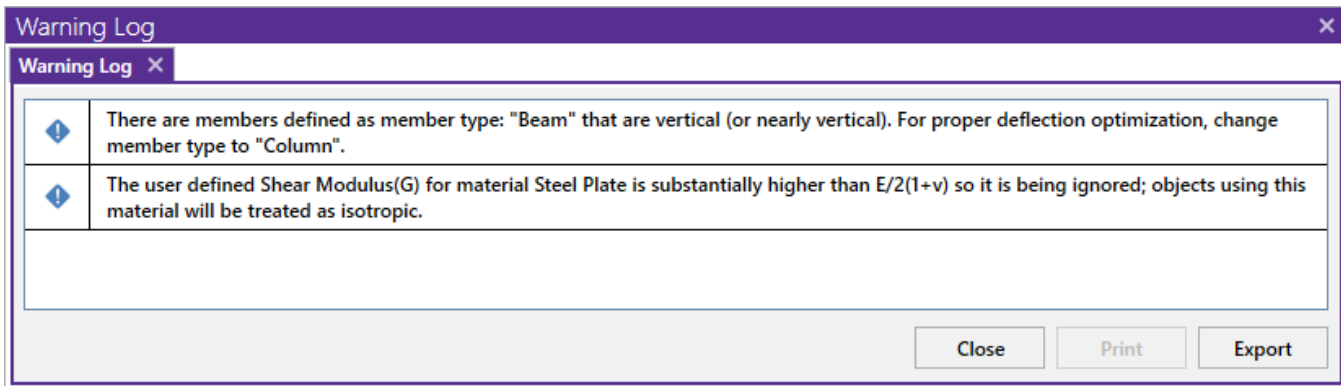 Warning Log
Warning Log
There are members defined as member type: "Beam" that are vertical (or nearly vertical). For proper deflection optimization, change
member type to "Column".
The user defined Shear Modulus(G) for material Steel Plate is substantially higher than E/2(1+ν) so it is being ignored; objects using this
material will be treated as isotropic.
Close Print Export